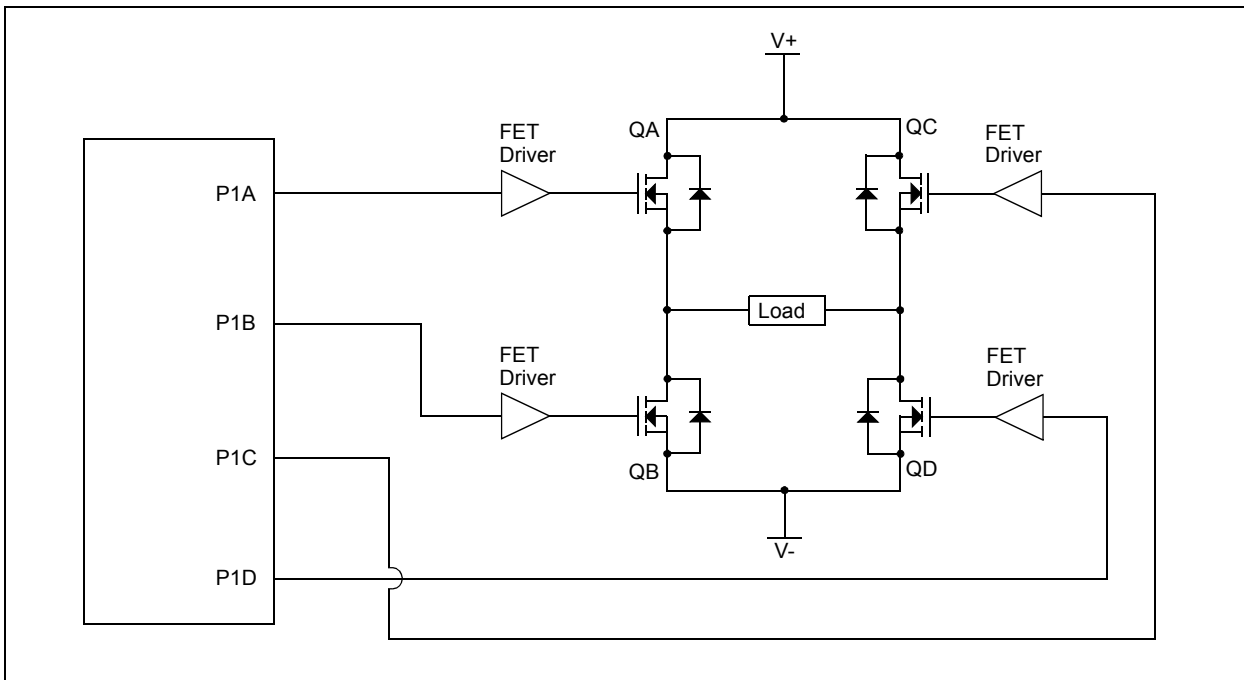 V+
QA
QC
FET
Driver
FET
Driver
P1A
Load
P1B
FET
Driver
FET
Driver
P1C
QB
QD
V-
P1D